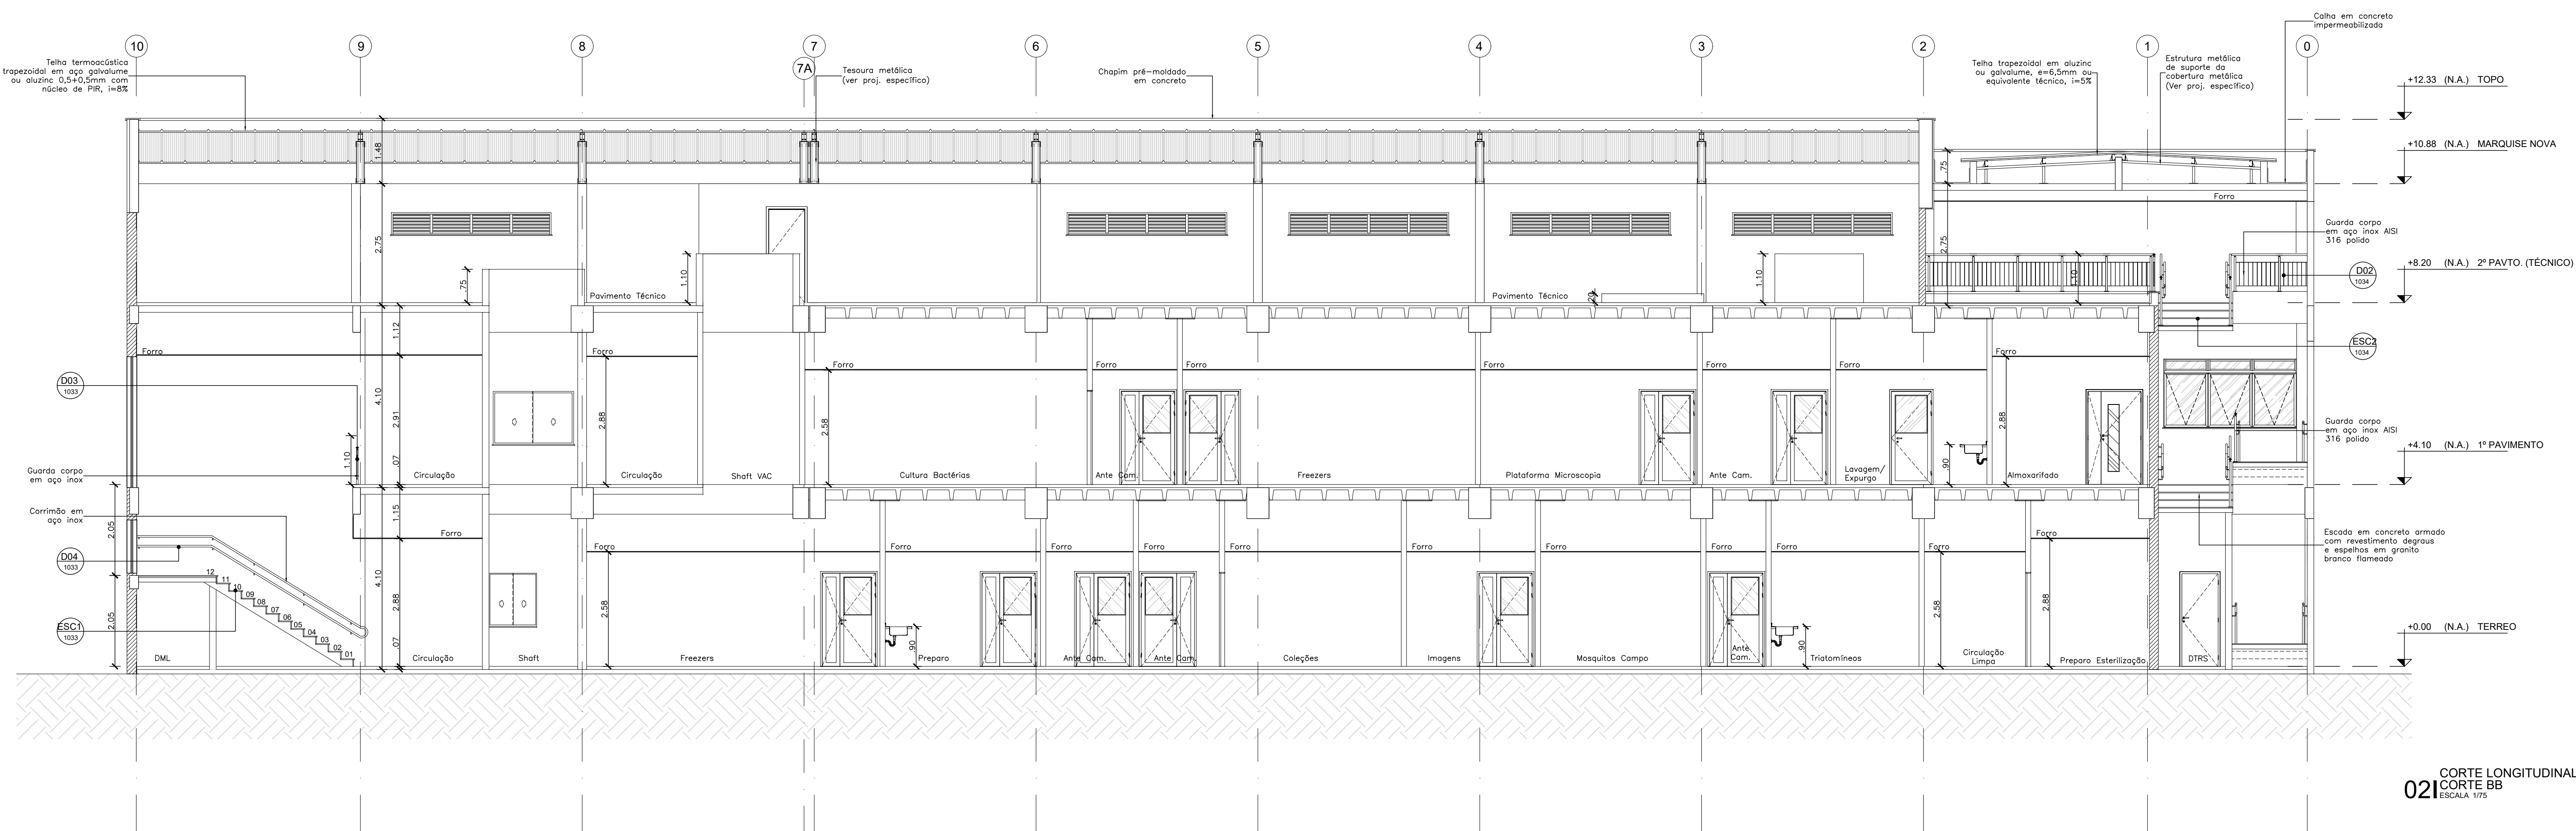 10
9
8
7
7A
6
5
4
3
2
1
0
Telha termoacústica
trapezoidal em aço galvalume
ou aluzinc 0,5+0,5mm com
núcleo de PIR, i=8%
Tesoura metálica
(ver proj. específico)
Chapim pré-moldado
em concreto
Telha trapezoidal em aluzinc
ou galvalume, e=6,5mm ou
equivalente técnico, i=5%
Estrutura metálica
de suporte da
cobertura metálica
(Ver proj. específico)
Calha em concreto
impermeabilizada
+12.33 (N.A.) TOPO
+10.88 (N.A.) MARQUISE NOVA
1.48
.75
Forro
Guarda corpo
em aço inox AISI
316 polido
2.75
2.75
.75
1.10
1.10
1.10
.20
Pavimento Técnico
Pavimento Técnico
+8.20 (N.A.) 2º PAVTO. (TÉCNICO)
D02
1034
ESC2
1034
1.12
Forro
Forro
Forro
Forro
Forro
Forro
Forro
Forro
Forro
D03
1033
4.10
2.91
2.88
2.58
2.88
1.10
.07
.90
Guarda corpo
em aço inox AISI
316 polido
+4.10 (N.A.) 1º PAVIMENTO
Guarda corpo
em aço inox
Circulação
Circulação
Shaft VAC
Cultura Bactérias
Ante Cam.
Freezers
Plataforma Microscopia
Ante Cam.
Lavagem/
Expurgo
Almoxarifado
Corrimão em
aço inox
2.05
1.15
Forro
Forro
Forro
Forro
Forro
Forro
Forro
Forro
Forro
Forro
Escada em concreto armado
com revestimento degraus
e espelhos em granito
branco flameado
D04
1033
12
11
10
09
08
07
06
05
04
03
02
01
4.10
2.88
2.58
2.58
2.88
2.05
.07
.90
.90
ESC1
1033
+0.00 (N.A.) TERREO
DML
Circulação
Shaft
Freezers
Preparo
Ante Cam.
Ante Cam.
Coleções
Imagens
Mosquitos Campo
Ante
Cam.
Triatomíneos
Circulação
Limpa
Preparo Esterilização
DTRS
02
CORTE LONGITUDINAL
CORTE BB
ESCALA 1/75